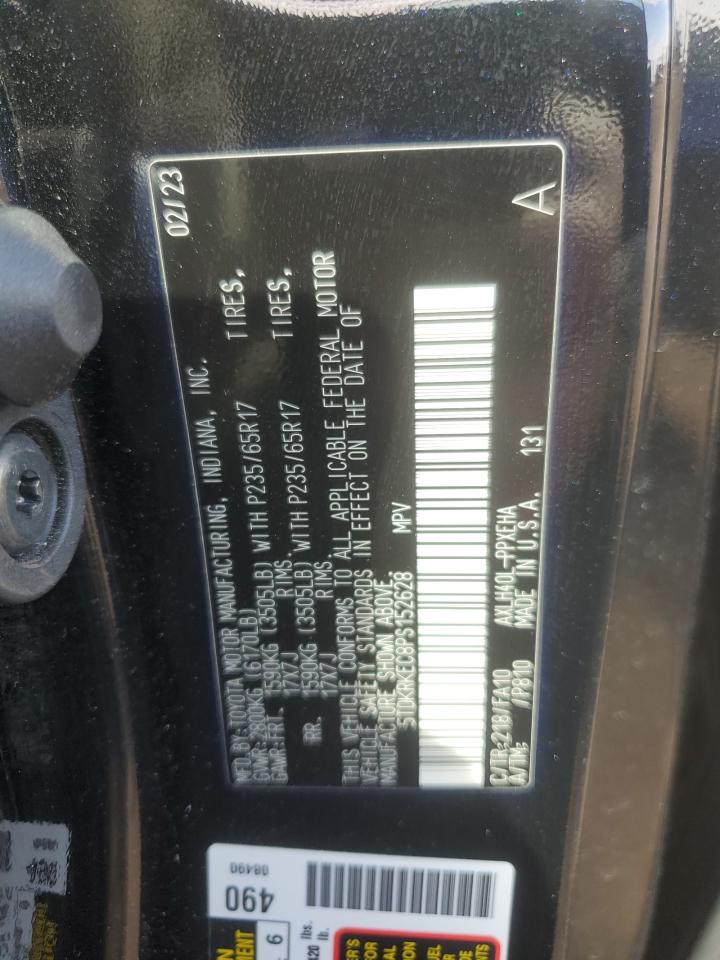 MFD. BY: TOYOTA MOTOR MANUFACTURING, INDIANA, INC. 02/23
GVWR: 2800KG (6170LB)
GAWR: FRT. 1590KG (3505LB) WITH P235/65R17 TIRES,
17X7J RIMS.
RR. 1590KG (3505LB) WITH P235/65R17 TIRES,
17X7J RIMS.
THIS VEHICLE CONFORMS TO ALL APPLICABLE FEDERAL MOTOR
VEHICLE SAFETY STANDARDS IN EFFECT ON THE DATE OF
MANUFACTURE SHOWN ABOVE.
5TDKRKEC8PS152628 MPV
C/TR: 218/FA10 AXLH40L-PPXEHA
A/TM: /P810 MADE IN U.S.A. 131 A
490
08490
6
420 lbs.